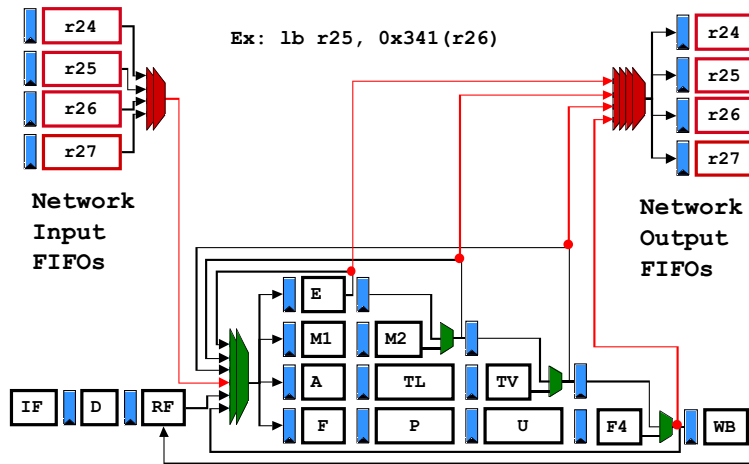 r24
r25
r26
r27
Network
Input
FIFOs
Ex: lb r25, 0x341(r26)
r24
r25
r26
r27
Network
Output
FIFOs
E
M1
M2
A
TL
TV
IF
D
RF
F
P
U
F4
WB